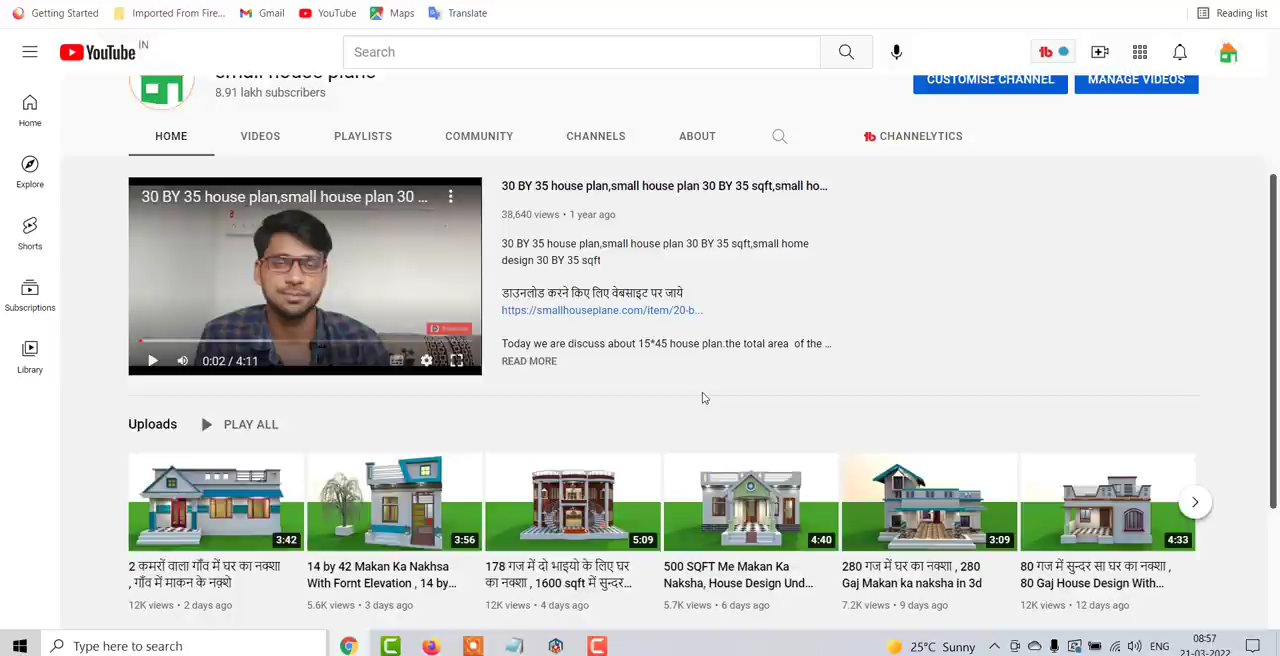 Getting Started
Imported From Fire...
Gmail
YouTube
Maps
Translate
Reading list
YouTube IN
Search
tb
small house plane
8.91 lakh subscribers
CUSTOMISE CHANNEL
MANAGE VIDEOS
Home
Explore
Shorts
Subscriptions
Library
HOME
VIDEOS
PLAYLISTS
COMMUNITY
CHANNELS
ABOUT
tb CHANNELYTICS
30 BY 35 house plan,small house plan 30 ...
0:02 / 4:11
30 BY 35 house plan,small house plan 30 BY 35 sqft,small ho...
38,640 views • 1 year ago
30 BY 35 house plan,small house plan 30 BY 35 sqft,small home
design 30 BY 35 sqft
डाउनलोड करने किए लिए वेबसाइट पर जाये
https://smallhouseplane.com/item/20-b...
Today we are discuss about 15*45 house plan.the total area of the ...
READ MORE
Uploads
PLAY ALL
3:42
3:56
5:09
4:40
3:09
4:33
2 कमरों वाला गाँव में घर का नक्शा
, गाँव में माकन के नक़्शे
12K views • 2 days ago
14 by 42 Makan Ka Nakhsa
With Fornt Elevation , 14 by...
5.6K views • 3 days ago
178 गज में दो भाइयो के लिए घर
का नक्शा , 1600 sqft में सुन्दर...
12K views • 4 days ago
500 SQFT Me Makan Ka
Naksha, House Design Und...
5.7K views • 6 days ago
280 गज में घर का नक्शा , 280
Gaj Makan ka naksha in 3d
7.2K views • 9 days ago
80 गज में सुन्दर सा घर का नक्शा ,
80 Gaj House Design With...
12K views • 12 days ago
Type here to search
25°C Sunny
ENG
08:57
21-03-2022